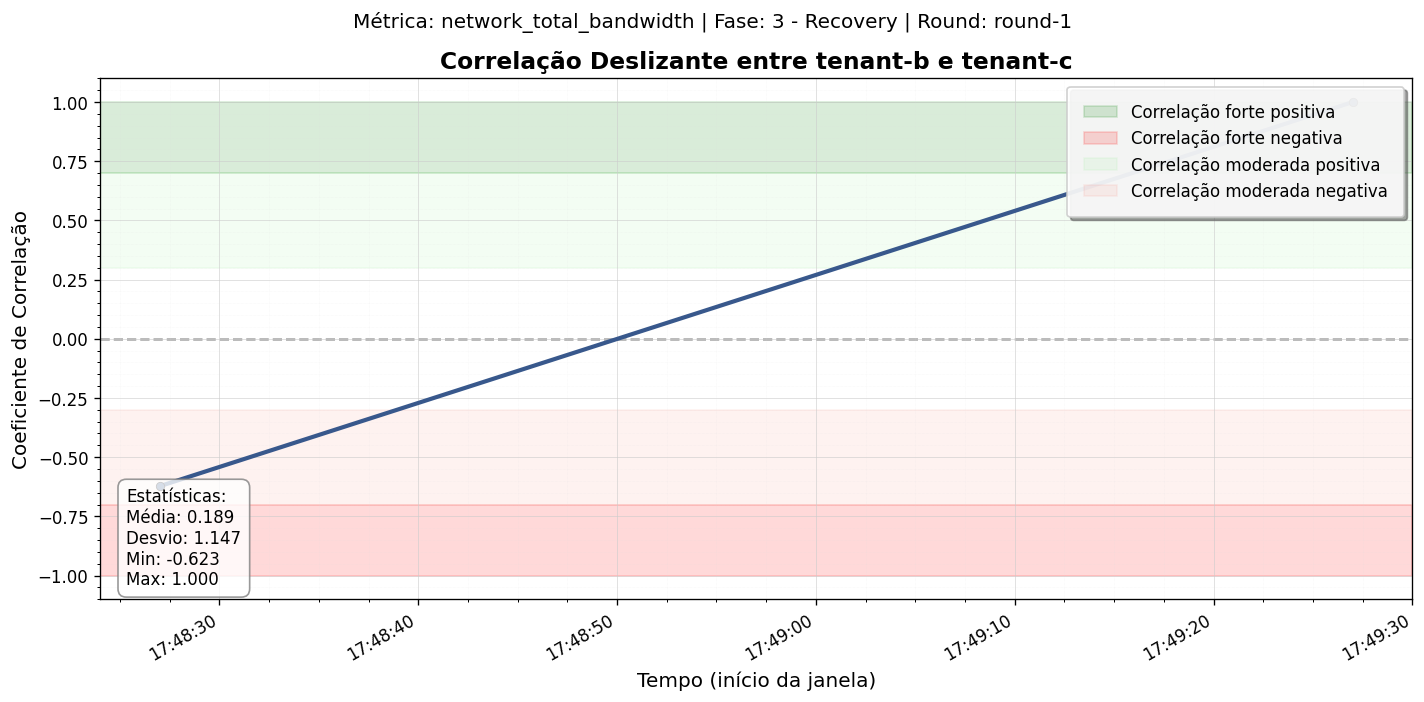 Métrica: network_total_bandwidth | Fase: 3 - Recovery | Round: round-1
Correlação Deslizante entre tenant-b e tenant-c
Coeficiente de Correlação
1.00
0.75
0.50
0.25
0.00
−0.25
−0.50
−0.75
−1.00
Correlação forte positiva
Correlação forte negativa
Correlação moderada positiva
Correlação moderada negativa
Estatísticas:
Média: 0.189
Desvio: 1.147
Min: -0.623
Max: 1.000
17:48:30
17:48:40
17:48:50
17:49:00
17:49:10
17:49:20
17:49:30
Tempo (início da janela)